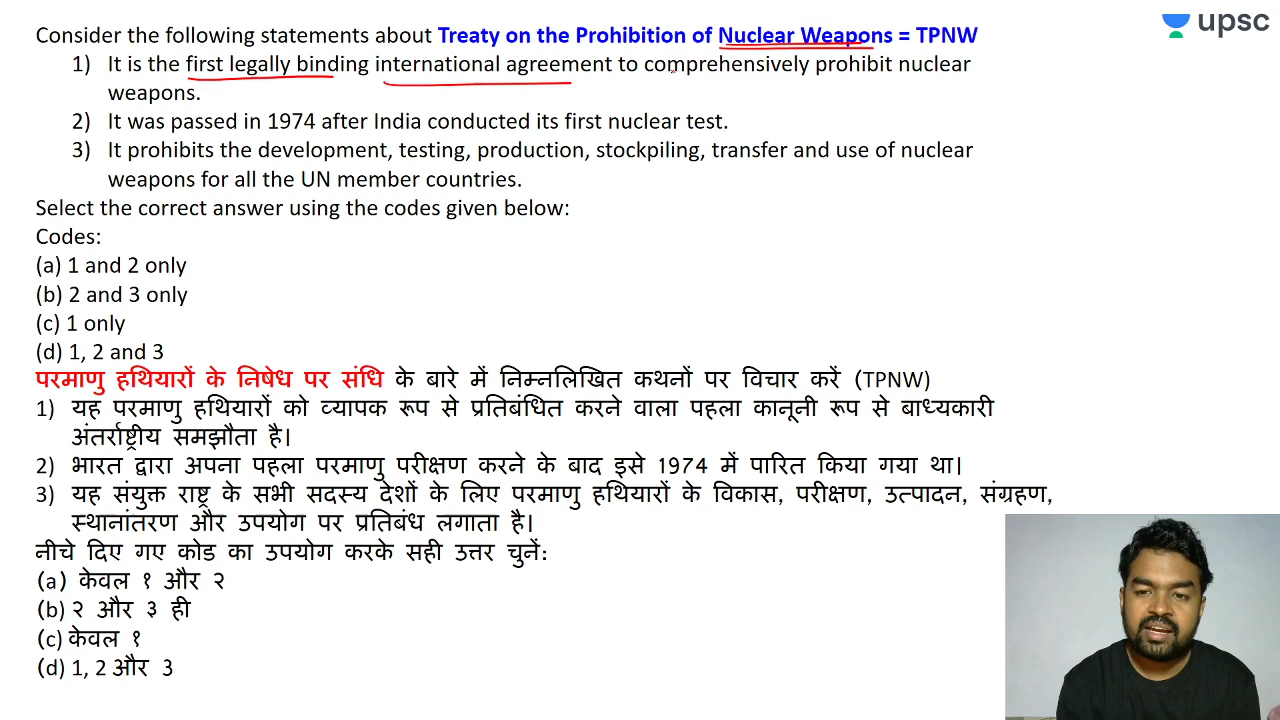 upsc
Consider the following statements about Treaty on the Prohibition of Nuclear Weapons = TPNW
1) It is the first legally binding international agreement to comprehensively prohibit nuclear
weapons.
2) It was passed in 1974 after India conducted its first nuclear test.
3) It prohibits the development, testing, production, stockpiling, transfer and use of nuclear
weapons for all the UN member countries.
Select the correct answer using the codes given below:
Codes:
(a) 1 and 2 only
(b) 2 and 3 only
(c) 1 only
(d) 1, 2 and 3
परमाणु हथियारों के निषेध पर संधि के बारे में निम्नलिखित कथनों पर विचार करें (TPNW)
1) यह परमाणु हथियारों को व्यापक रूप से प्रतिबंधित करने वाला पहला कानूनी रूप से बाध्यकारी
अंतर्राष्ट्रीय समझौता है।
2) भारत द्वारा अपना पहला परमाणु परीक्षण करने के बाद इसे 1974 में पारित किया गया था।
3) यह संयुक्त राष्ट्र के सभी सदस्य देशों के लिए परमाणु हथियारों के विकास, परीक्षण, उत्पादन, संग्रहण,
स्थानांतरण और उपयोग पर प्रतिबंध लगाता है।
नीचे दिए गए कोड का उपयोग करके सही उत्तर चुनें:
(a) केवल १ और २
(b) २ और ३ ही
(c) केवल १
(d) 1, 2 और 3